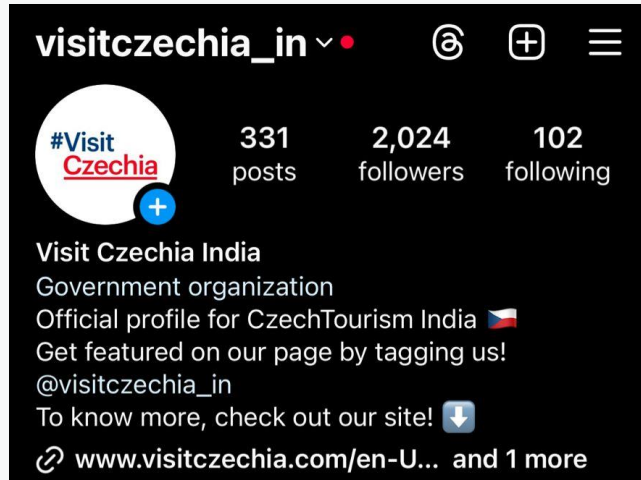 visitczechia_in
#Visit
Czechia
331
posts
2,024
followers
102
following
Visit Czechia India
Government organization
Official profile for CzechTourism India 🇨🇿
Get featured on our page by tagging us!
@visitczechia_in
To know more, check out our site! ⬇️
www.visitczechia.com/en-U... and 1 more